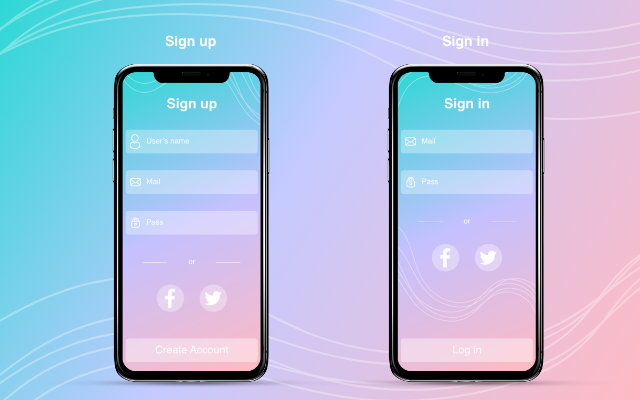 Sign up
Sign up
User's name
Mail
Pass
or
Create Account
Sign in
Sign in
Mail
Pass
or
Log in